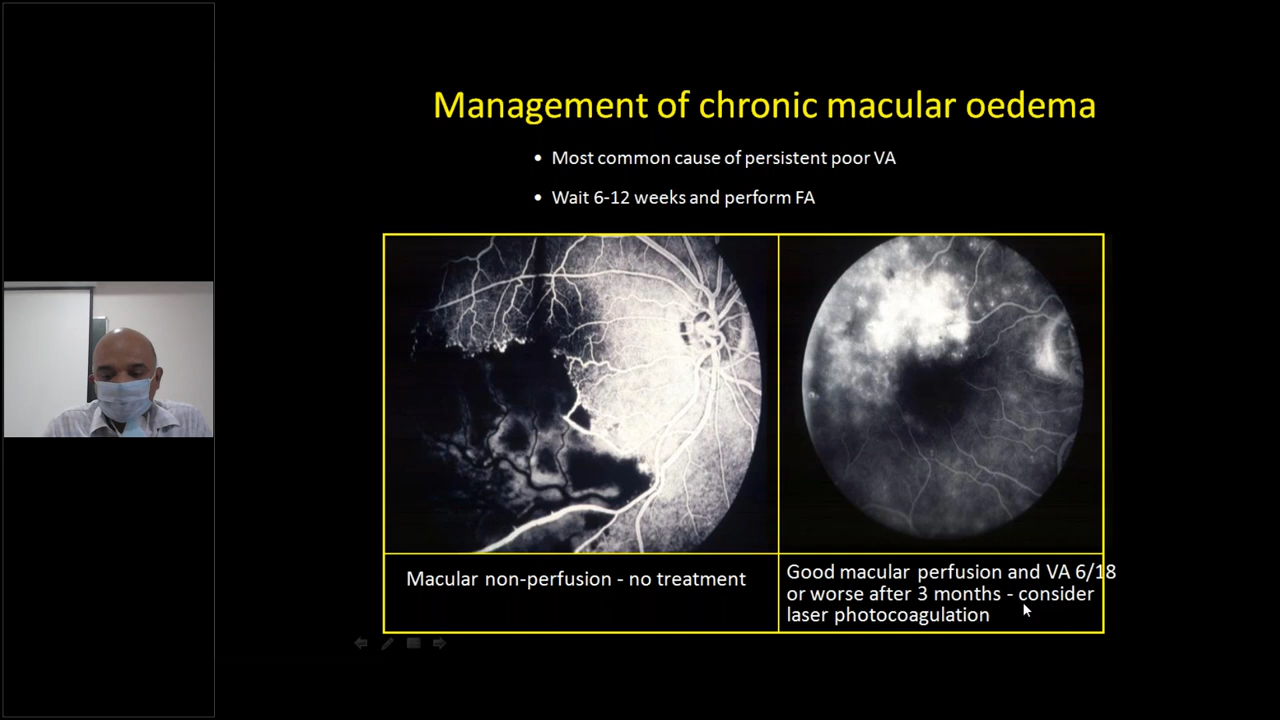 Management of chronic macular oedema
• Most common cause of persistent poor VA
• Wait 6-12 weeks and perform FA
Macular non-perfusion - no treatment
Good macular perfusion and VA 6/18
or worse after 3 months - consider
laser photocoagulation